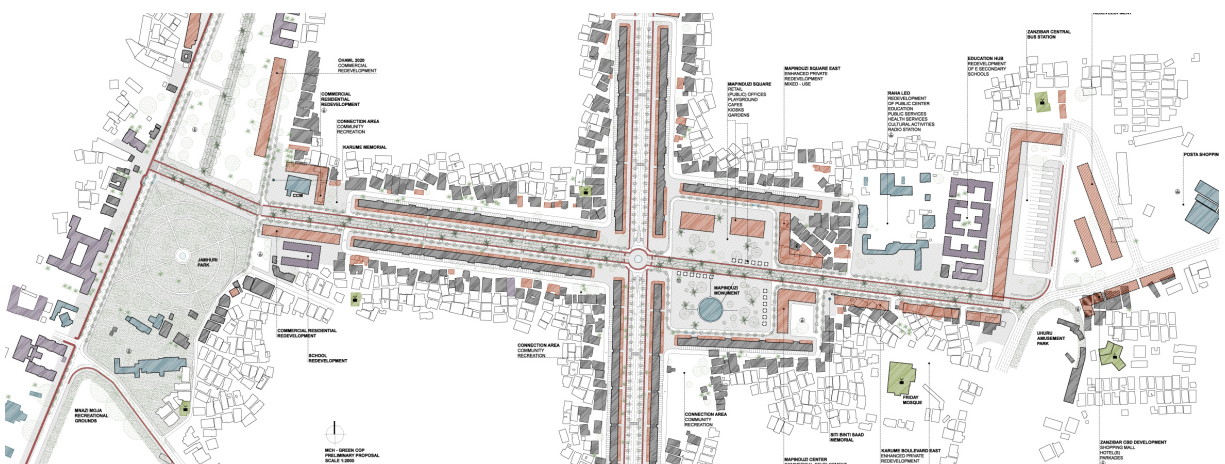 ZANZIBAR CENTRAL
BUS STATION
CHAWL 2020
COMMERCIAL
REDEVELOPMENT
EDUCATION HUB
REDEVELOPMENT
OF E SECONDARY
SCHOOLS
MAPINDUZI SQUARE
RETAIL
(PUBLIC) OFFICES
PLAYGROUND
CAFES
KIOSKS
GARDENS
MAPINDUZI SQUARE EAST
ENHANCED PRIVATE
REDEVELOPMENT
MIXED - USE
COMMERCIAL
RESIDENTIAL
REDEVELOPMENT
RAHA LEO
REDEVELOPMENT
OF PUBLIC CENTER
EDUCATION
PUBLIC SERVICES
HEALTH SERVICES
CULTURAL ACTIVITIES
RADIO STATION
CONNECTION AREA
COMMUNITY
RECREATION
KARUME MEMORIAL
POSTA SHOPPIN
CCM
JAMHURI
PARK
MAPINDUZI
MONUMENT
COMMERCIAL RESIDENTIAL
REDEVELOPMENT
UHURU
AMUSEMENT
PARK
CONNECTION AREA
COMMUNITY
RECREATION
SCHOOL
REDEVELOPMENT
FRIDAY
MOSQUE
MNAZI MOJA
RECREATIONAL
GROUNDS
CONNECTION AREA
COMMUNITY
RECREATION
SITI BINTI SAAD
MEMORIAL
ZANZIBAR CBD DEVELOPMENT
SHOPPING MALL
HOTEL(S)
PARKADES
MCH - GREEN COP
PRELIMINARY PROPOSAL
SCALE 1:2000
MAPINDUZI CENTER
KARUME BOULEVARD EAST
ENHANCED PRIVATE
REDEVELOPMENT